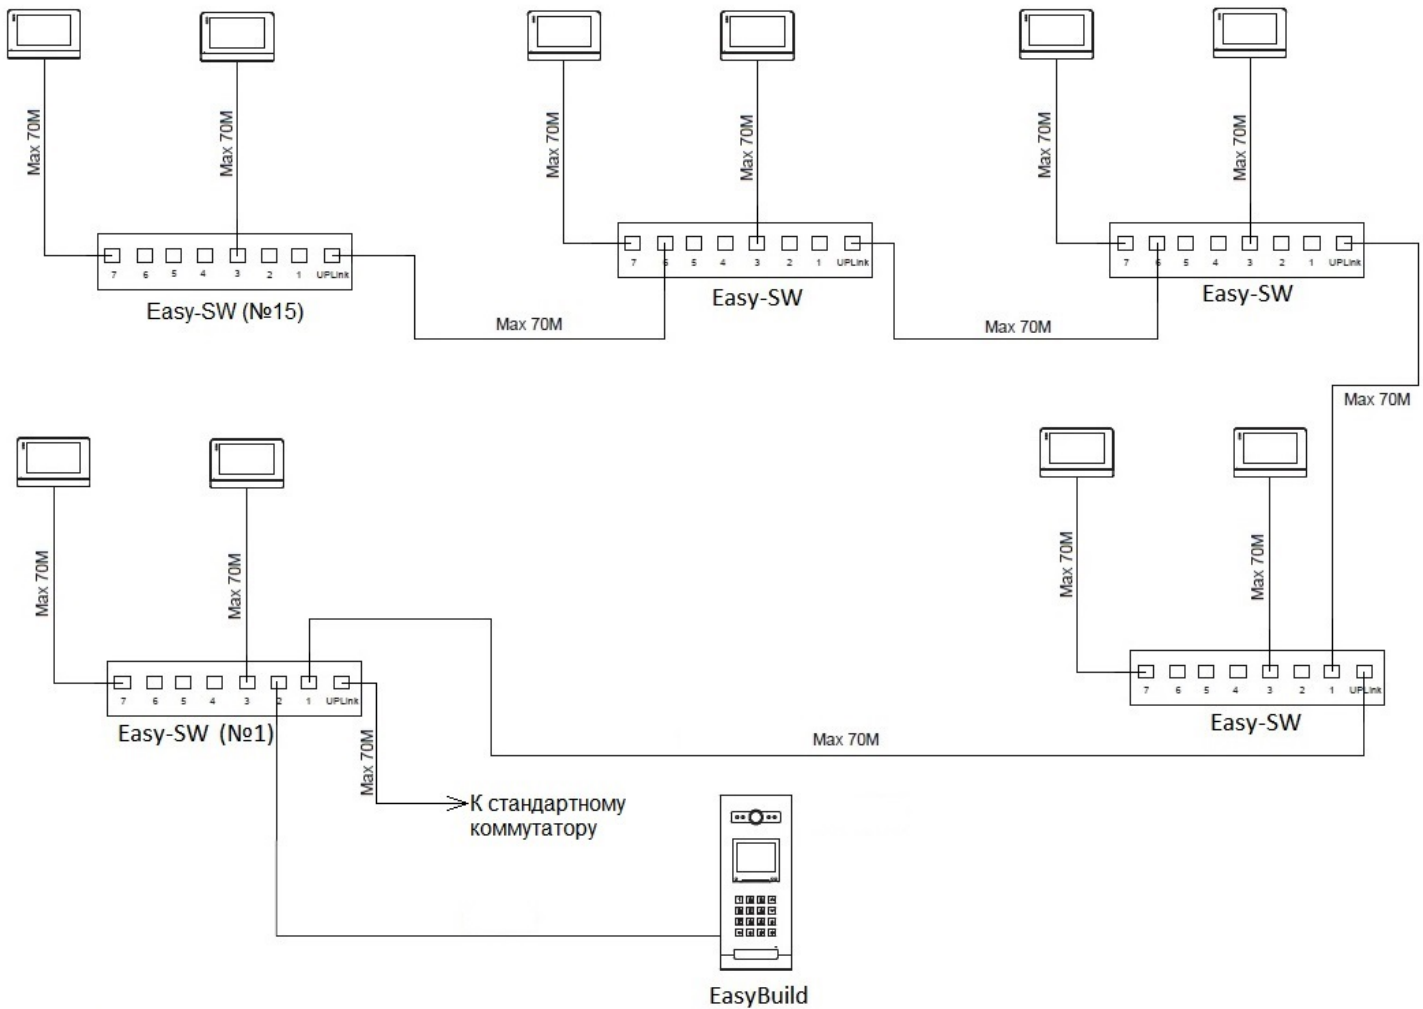 Max 70M
Max 70M
Max 70M
Max 70M
Max 70M
Max 70M
7 6 5 4 3 2 1 UPLink
Easy-SW (№15)
7 6 5 4 3 2 1 UPLink
Easy-SW
7 6 5 4 3 2 1 UPLink
Easy-SW
Max 70M
Max 70M
Max 70M
Max 70M
Max 70M
Max 70M
Max 70M
7 6 5 4 3 2 1 UPLink
Easy-SW (№1)
7 6 5 4 3 2 1 UPLink
Easy-SW
Max 70M
Max 70M
К стандартному
коммутатору
EasyBuild